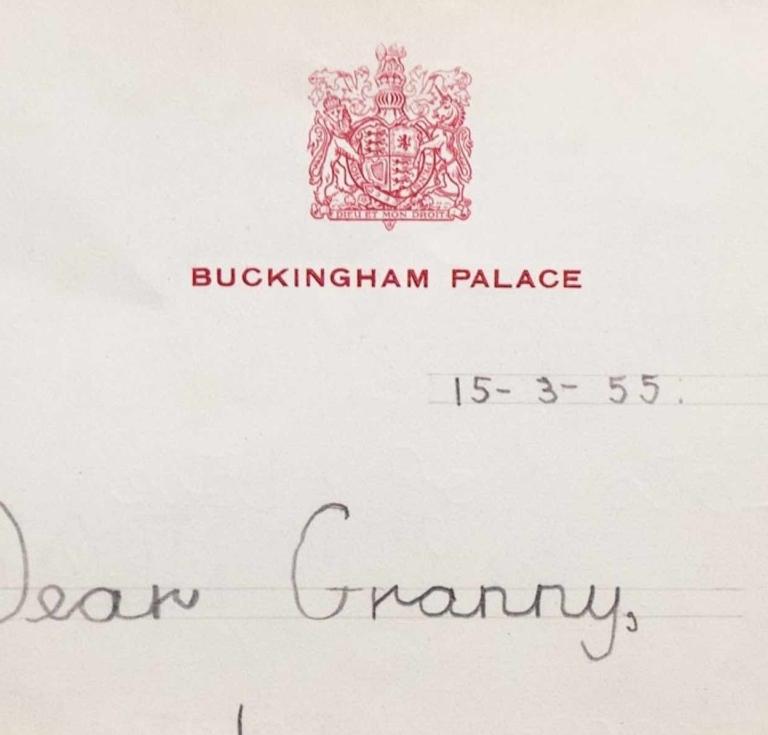 DIEU ET MON DROIT
BUCKINGHAM PALACE
15-3-55.
Dear Granny,